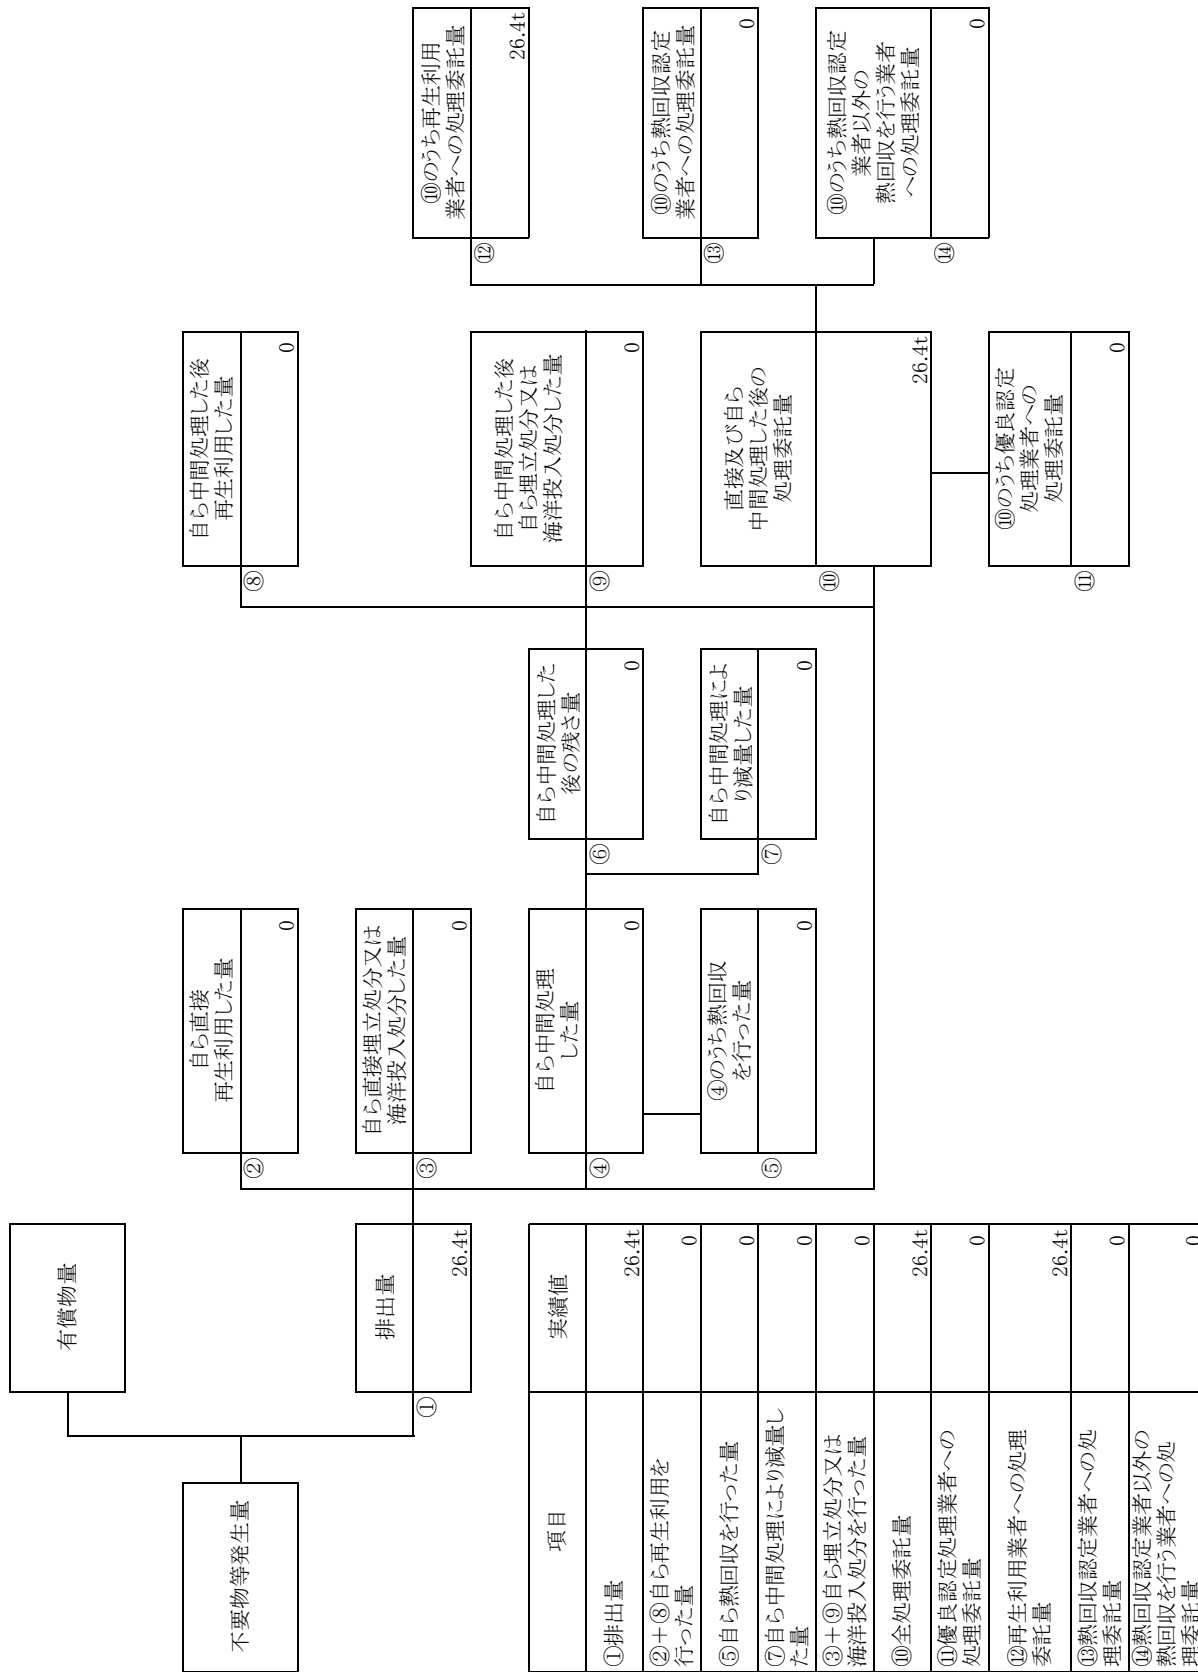 不要物等発生量
有償物量
①
排出量
26.4t
②
自ら直接
再生利用した量
0
③
自ら直接埋立処分又は
海洋投入処分した量
0
④
自ら中間処理
した量
0
⑤
④のうち熱回収
を行った量
0
⑥
自ら中間処理した
後の残さ量
0
⑦
自ら中間処理によ
り減量した量
0
⑧
自ら中間処理した後
再生利用した量
0
⑨
自ら中間処理した後
自ら埋立処分又は
海洋投入処分した量
0
⑩
直接及び自ら
中間処理した後の
処理委託量
26.4t
⑪
⑩のうち優良認定
処理業者への
処理委託量
0
⑫
⑩のうち再生利用
業者への処理委託量
26.4t
⑬
⑩のうち熱回収認定
業者への処理委託量
0
⑭
⑩のうち熱回収認定
業者以外の
熱回収を行う業者
への処理委託量
0
項目
実績値
①排出量
26.4t
②+⑧自ら再生利用を
行った量
0
⑤自ら熱回収を行った量
0
⑦自ら中間処理により減量し
た量
0
③+⑨自ら埋立処分又は
海洋投入処分を行った量
0
⑩全処理委託量
26.4t
⑪優良認定処理業者への
処理委託量
0
⑫再生利用業者への処理
委託量
26.4t
⑬熱回収認定業者への処
理委託量
0
⑭熱回収認定業者以外の
熱回収を行う業者への処
理委託量
0